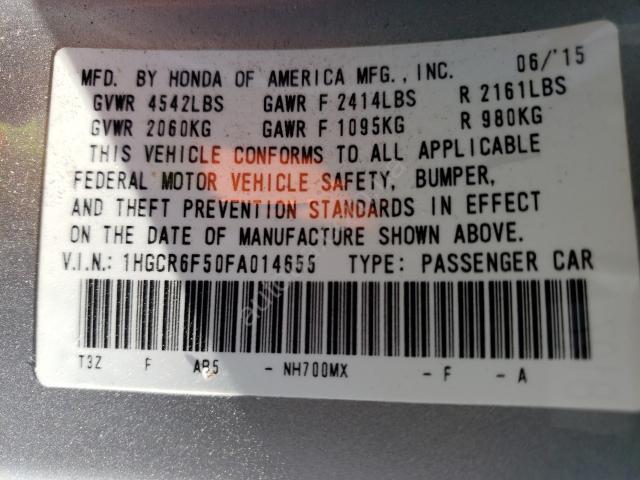 MFD. BY HONDA OF AMERICA MFG., INC. 06/'15
GVWR 4542LBS GAWR F 2414LBS R 2161LBS
GVWR 2060KG GAWR F 1095KG R 980KG
THIS VEHICLE CONFORMS TO ALL APPLICABLE
FEDERAL MOTOR VEHICLE SAFETY, BUMPER,
AND THEFT PREVENTION STANDARDS IN EFFECT
ON THE DATE OF MANUFACTURE SHOWN ABOVE.
V.I.N.: 1HGCR6F50FA014655 TYPE: PASSENGER CAR
T3Z F AB5 - NH700MX - F - A